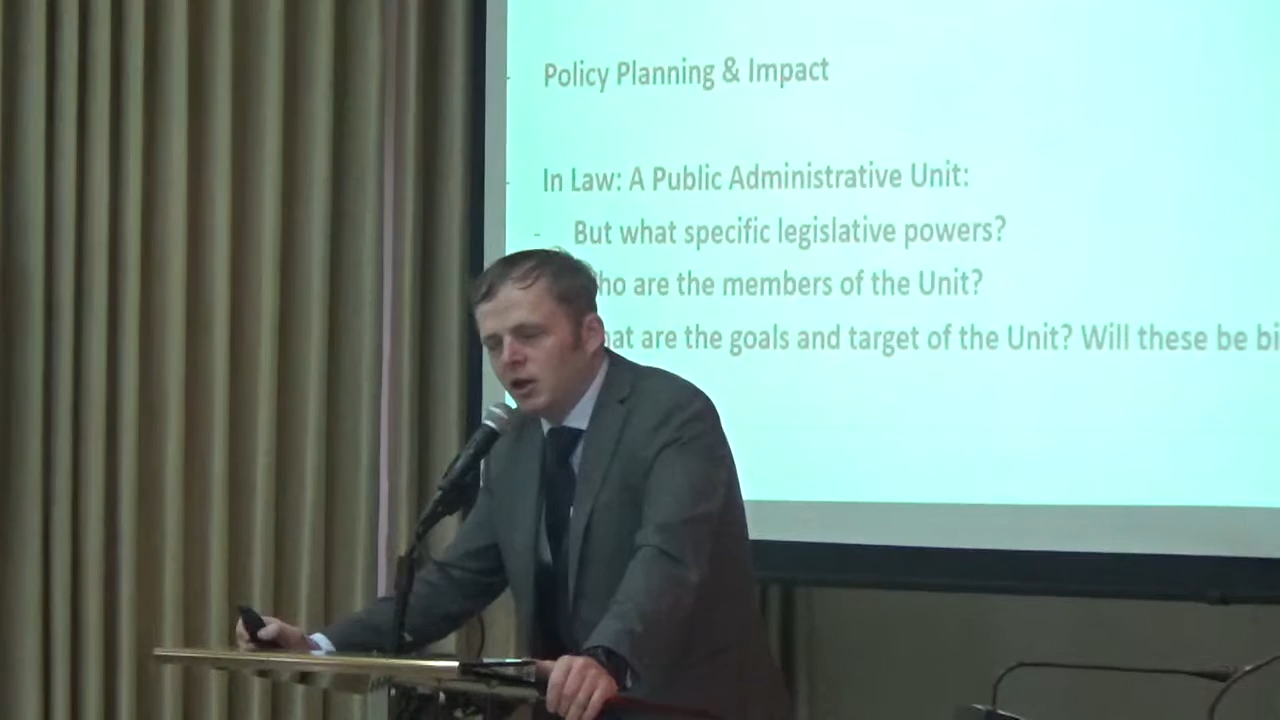 - Policy Planning & Impact
- In Law: A Public Administrative Unit:
- But what specific legislative powers?
are the members of the Unit?
are the goals and target of the Unit? Will these be